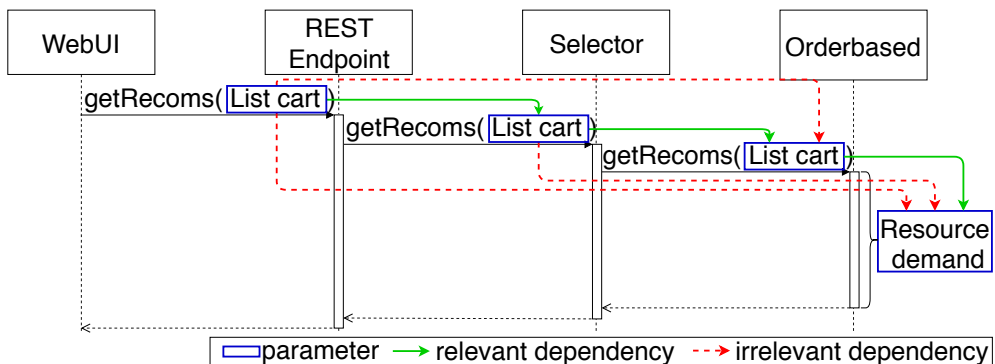 WebUI
REST
Endpoint
Selector
Orderbased
getRecoms( List cart )
getRecoms( List cart )
getRecoms( List cart )
Resource
demand
parameter relevant dependency irrelevant dependency